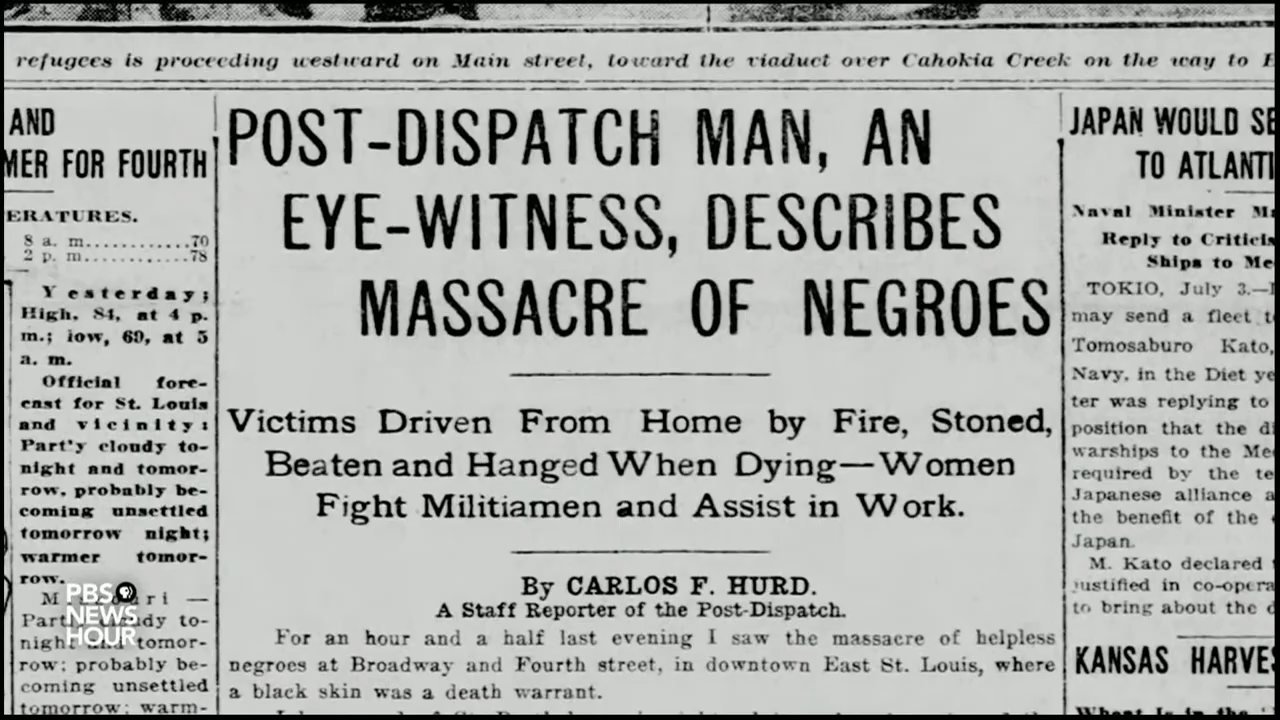 refugees is proceeding westward on Main street, toward the viaduct over Cahokia Creek on the way to
AND
MER FOR FOURTH
ERATURES.
8 a. m............70
2 p. m............78
Yesterday:
High, 84, at 4 p.
m.; low, 69, at 5
a. m.
Official fore-
cast for St. Louis
and vicinity:
Part'y cloudy to-
night and tomor-
row, probably be-
coming unsettled
tomorrow night;
warmer tomor-
row.
Missouri —
Partly cloudy to-
night and tomor-
row; probably be-
coming unsettled
tomorrow; warm-
POST-DISPATCH MAN, AN
EYE-WITNESS, DESCRIBES
MASSACRE OF NEGROES
Victims Driven From Home by Fire, Stoned,
Beaten and Hanged When Dying—Women
Fight Militiamen and Assist in Work.
By CARLOS F. HURD.
A Staff Reporter of the Post-Dispatch.
For an hour and a half last evening I saw the massacre of helpless
negroes at Broadway and Fourth street, in downtown East St. Louis, where
a black skin was a death warrant.
JAPAN WOULD SE
TO ATLANTI
Naval Minister
Reply to Criticis
Ships to Me
TOKIO, July 3.—
may send a fleet
Tomosaburo Kato,
Navy, in the Diet ye
ter was replying to
position that the di
warships to the Me
required by the te
Japanese alliance a
the benefit of the
Japan.
M. Kato declared
justified in co-opera
to bring about the
KANSAS HARVES
Wheat Is in the
PBS
NEWS
HOUR